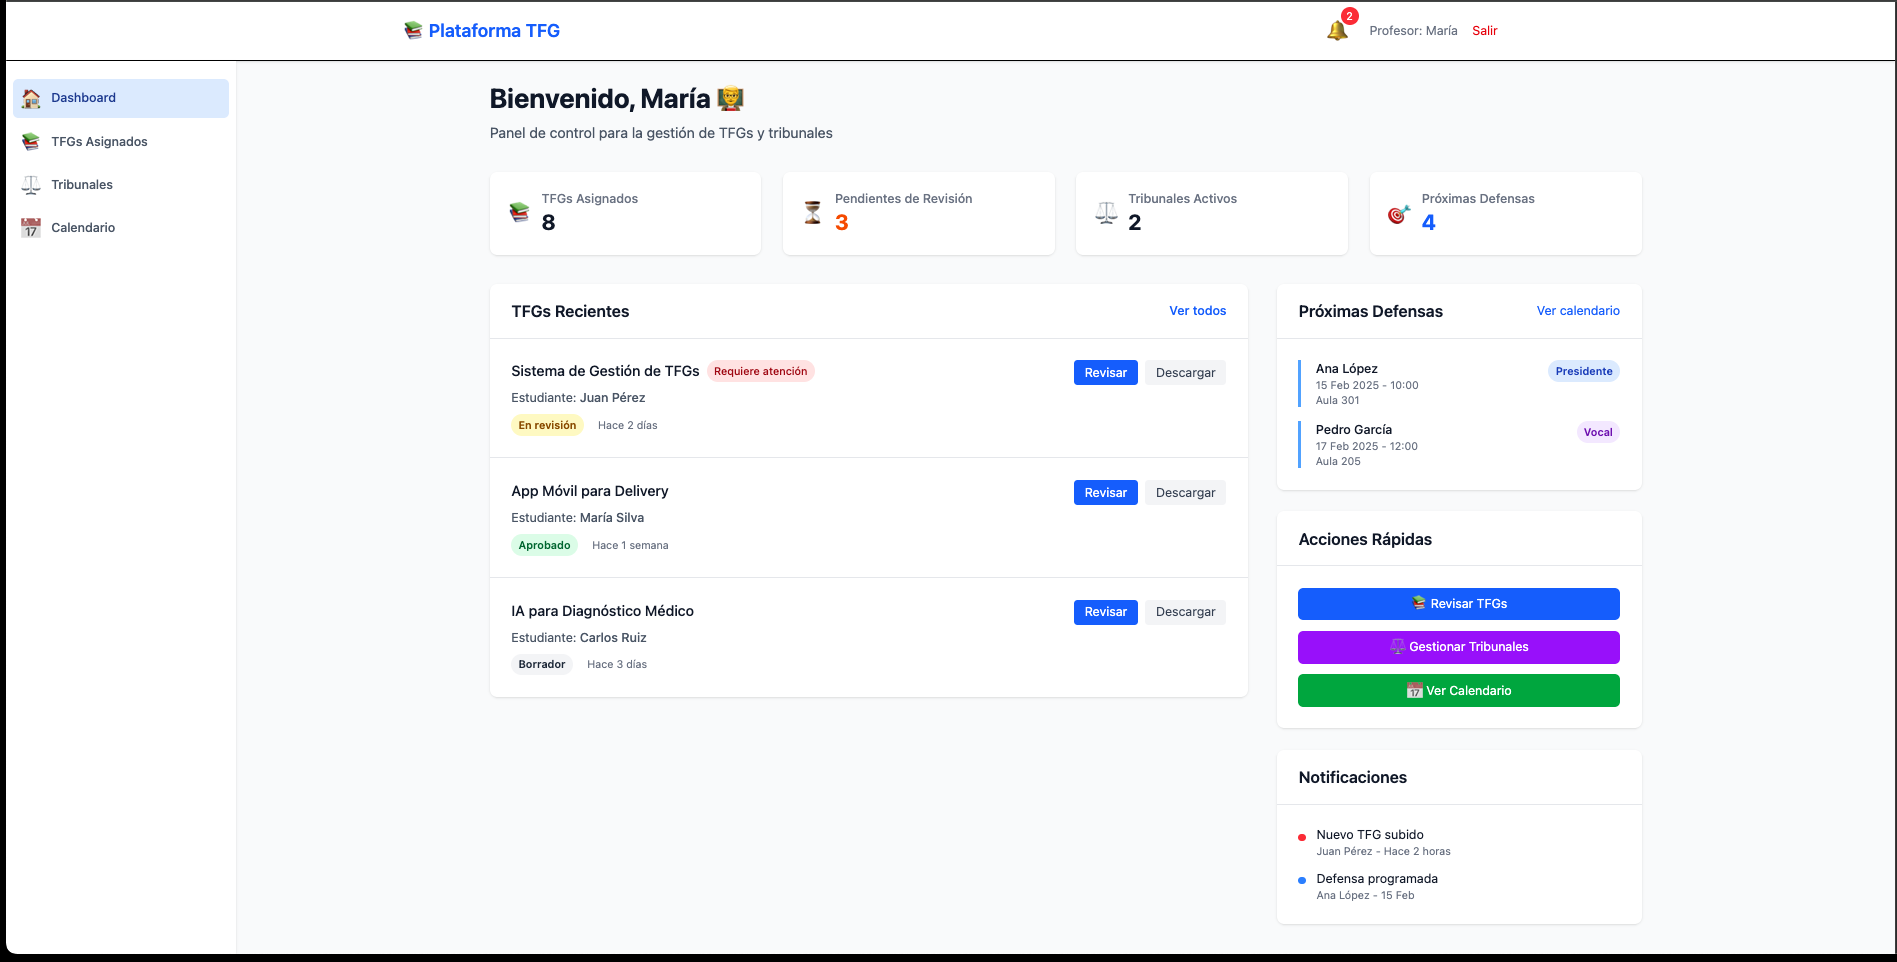 Plataforma TFG
2
Profesor: María
Salir
Dashboard
TFGs Asignados
Tribunales
17
Calendario
Bienvenido, María
Panel de control para la gestión de TFGs y tribunales
TFGs Asignados
8
Pendientes de Revisión
3
Tribunales Activos
2
Próximas Defensas
4
TFGs Recientes
Ver todos
Sistema de Gestión de TFGs Requiere atención
Estudiante: Juan Pérez
En revisión Hace 2 días
Revisar Descargar
App Móvil para Delivery
Estudiante: María Silva
Aprobado Hace 1 semana
Revisar Descargar
IA para Diagnóstico Médico
Estudiante: Carlos Ruiz
Borrador Hace 3 días
Revisar Descargar
Próximas Defensas
Ver calendario
Ana López
15 Feb 2025 - 10:00
Aula 301
Presidente
Pedro García
17 Feb 2025 - 12:00
Aula 205
Vocal
Acciones Rápidas
Revisar TFGs
Gestionar Tribunales
17 Ver Calendario
Notificaciones
Nuevo TFG subido
Juan Pérez - Hace 2 horas
Defensa programada
Ana López - 15 Feb